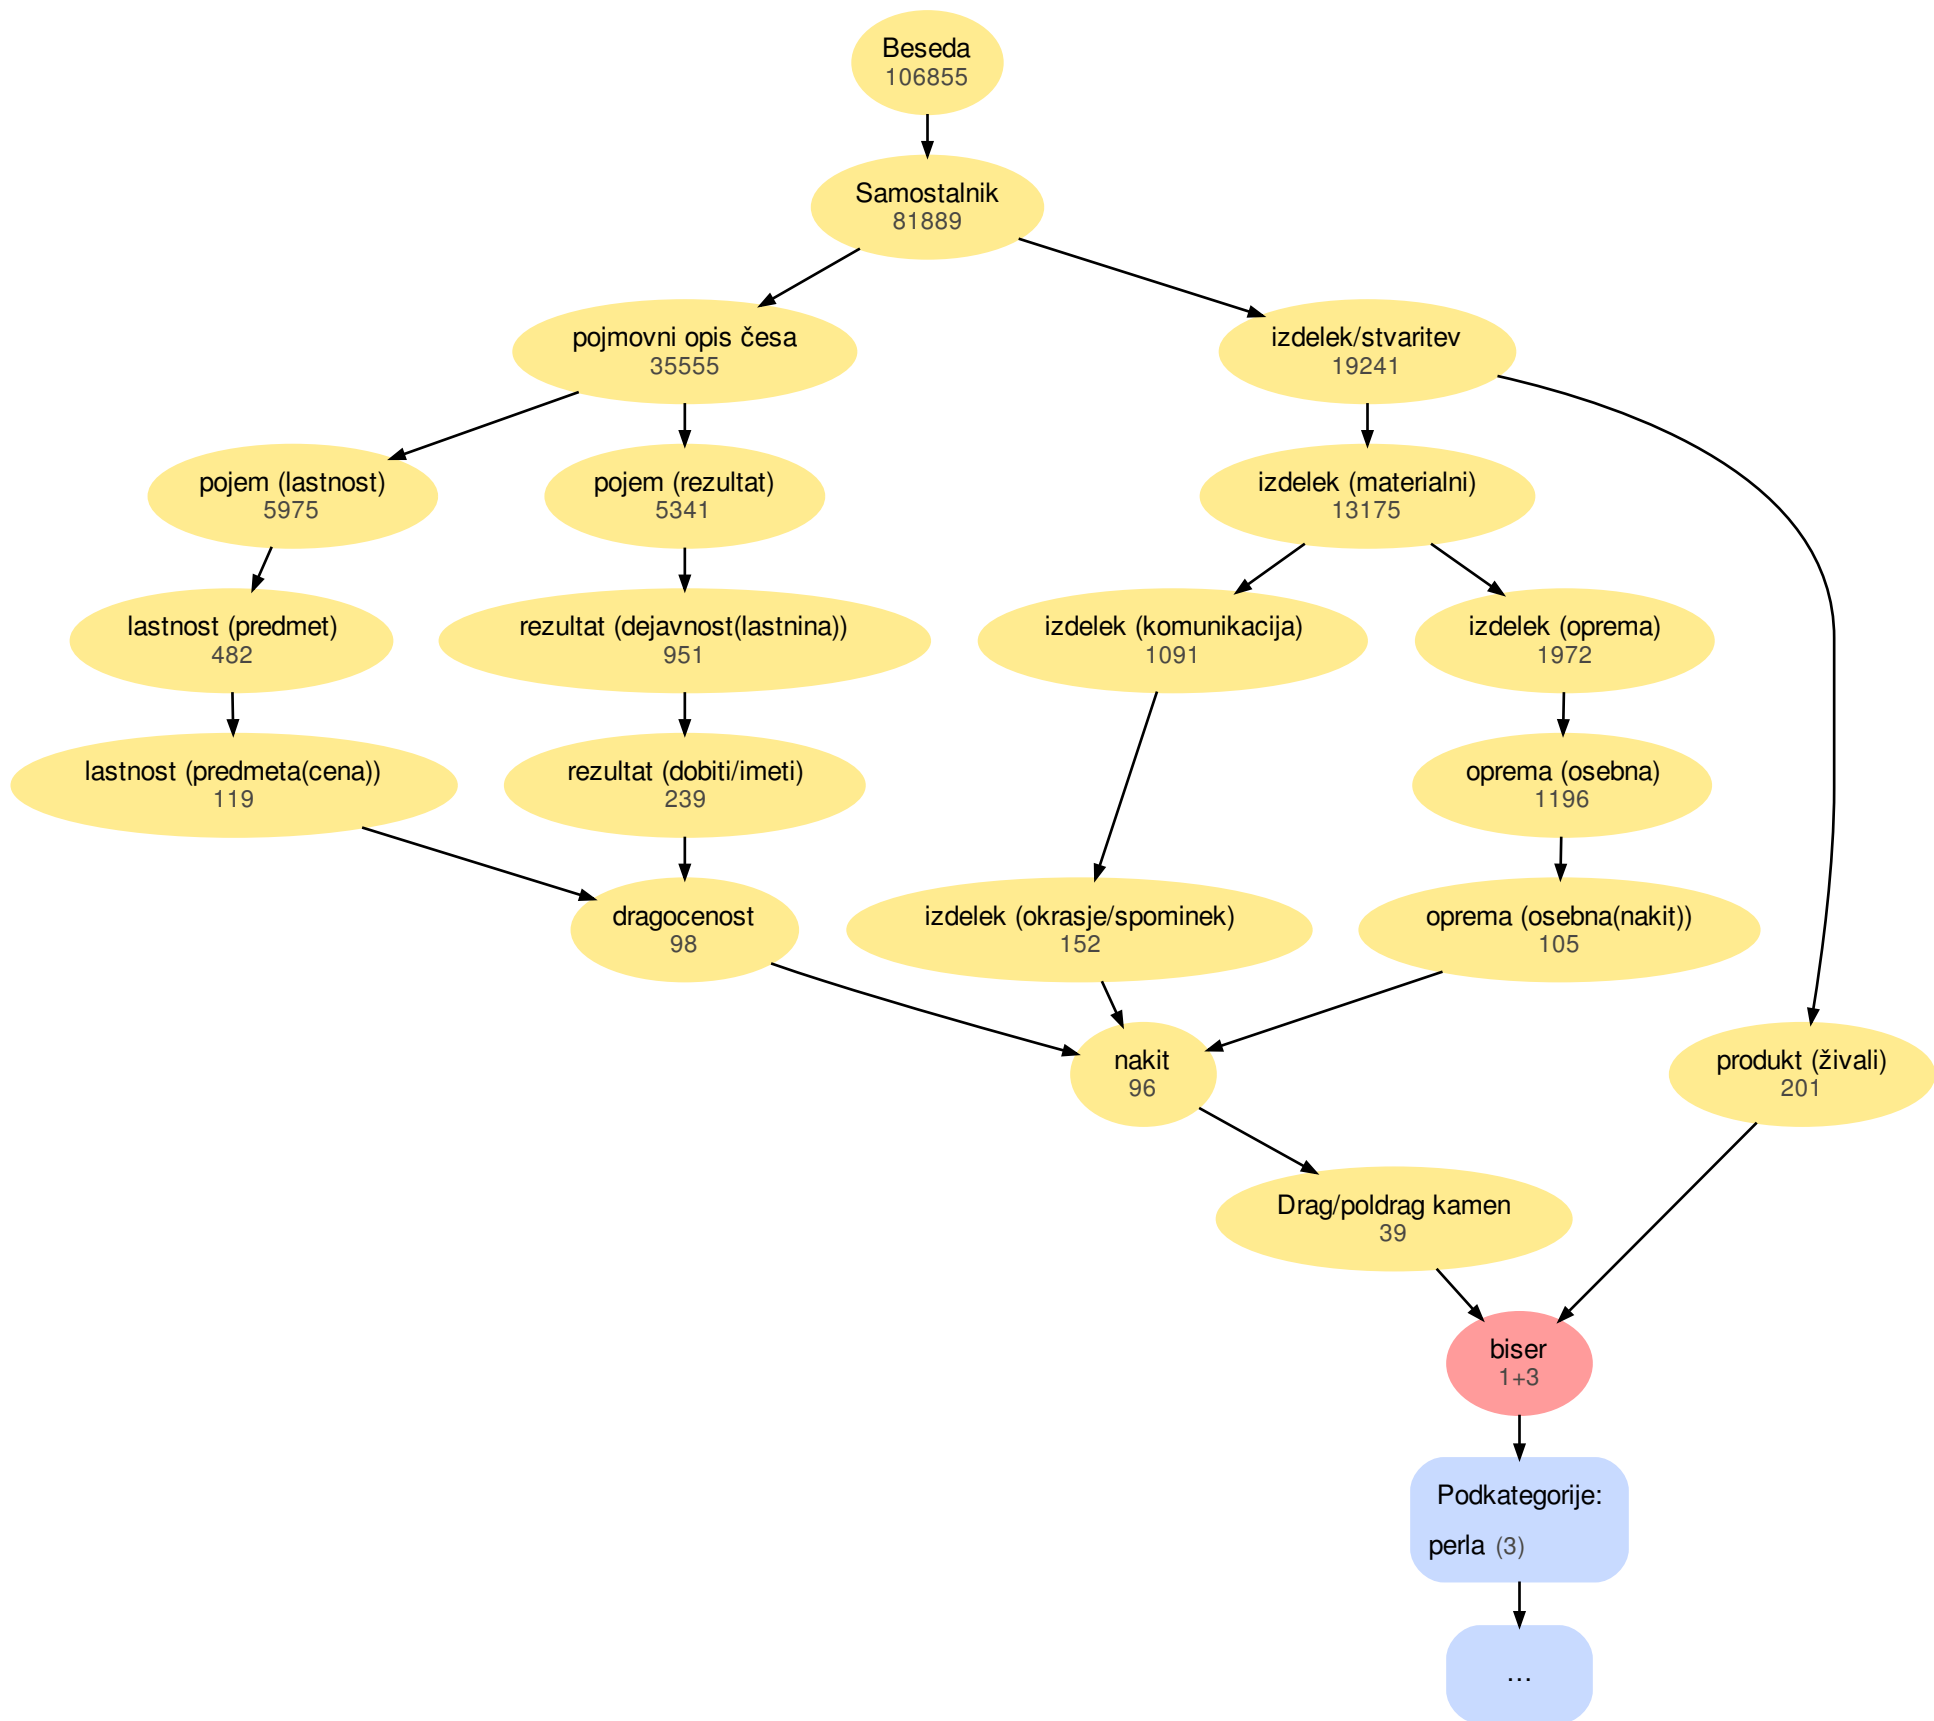 Beseda
106855
Samostalnik
81889
pojmovni opis česa
35555
izdelek/stvaritev
19241
pojem (lastnost)
5975
pojem (rezultat)
5341
izdelek (materialni)
13175
lastnost (predmet)
482
rezultat (dejavnost(lastnina))
951
izdelek (komunikacija)
1091
izdelek (oprema)
1972
lastnost (predmeta(cena))
119
rezultat (dobiti/imeti)
239
oprema (osebna)
1196
dragocenost
98
izdelek (okrasje/spominek)
152
oprema (osebna(nakit))
105
nakit
96
produkt (živali)
201
Drag/poldrag kamen
39
biser
1+3
Podkategorije:
perla (3)
...